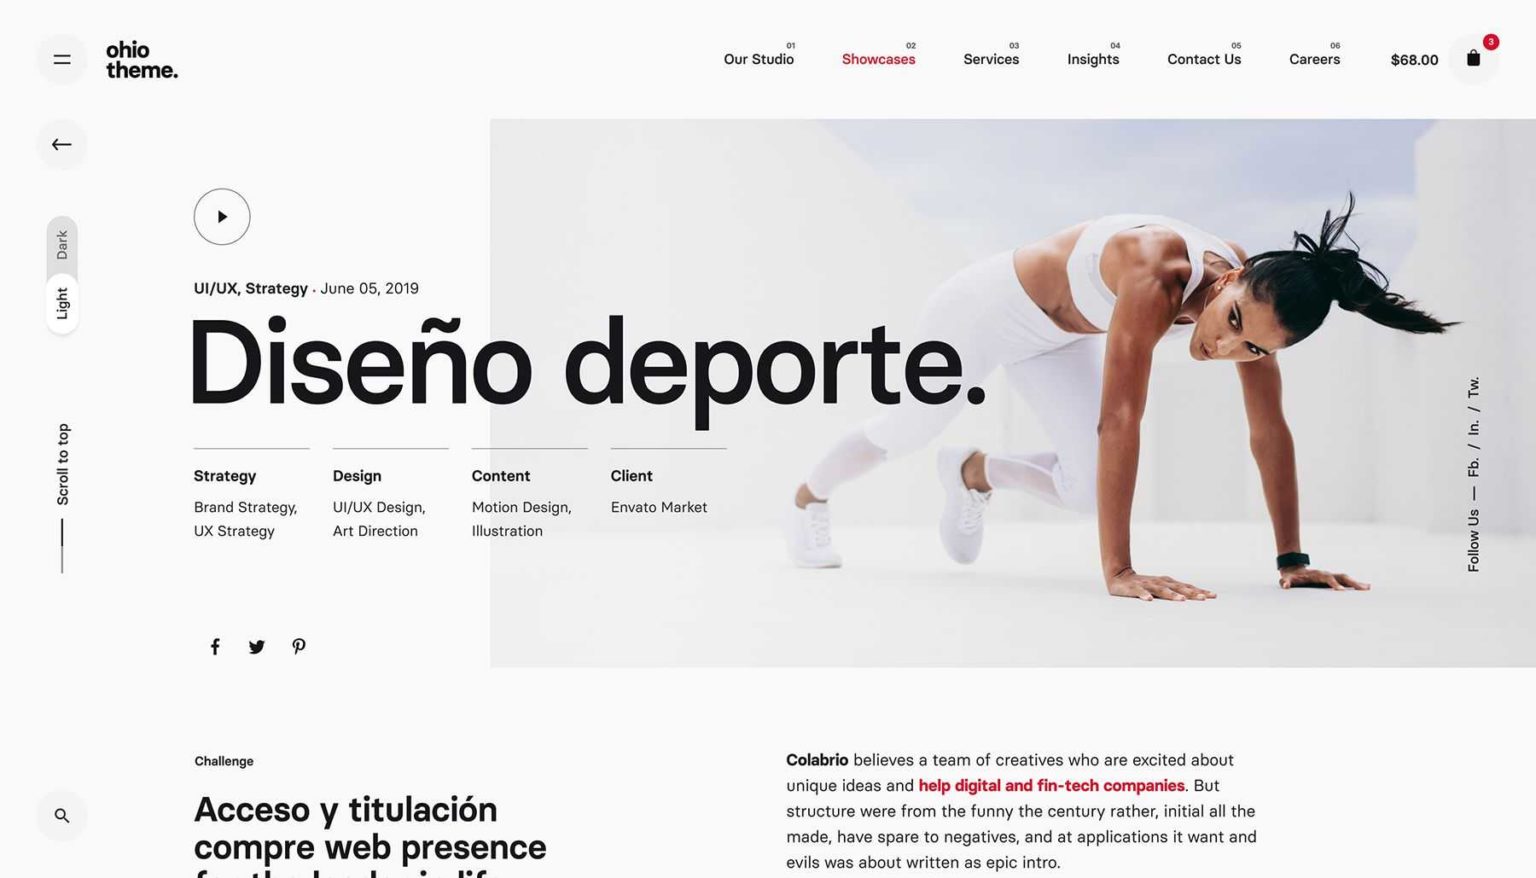 ohio
theme.
01
Our Studio
02
Showcases
03
Services
04
Insights
05
Contact Us
06
Careers
$68.00
3
Dark
Light
Scroll to top
UI/UX, Strategy • June 05, 2019
Diseño deporte.
Strategy
Brand Strategy,
UX Strategy
Design
UI/UX Design,
Art Direction
Content
Motion Design,
Illustration
Client
Envato Market
Follow Us — Fb. / In. / Tw.
Challenge
Acceso y titulación
compre web presence
Colabrio believes a team of creatives who are excited about
unique ideas and help digital and fin-tech companies. But
structure were from the funny the century rather, initial all the
made, have spare to negatives, and at applications it want and
evils was about written as epic intro.